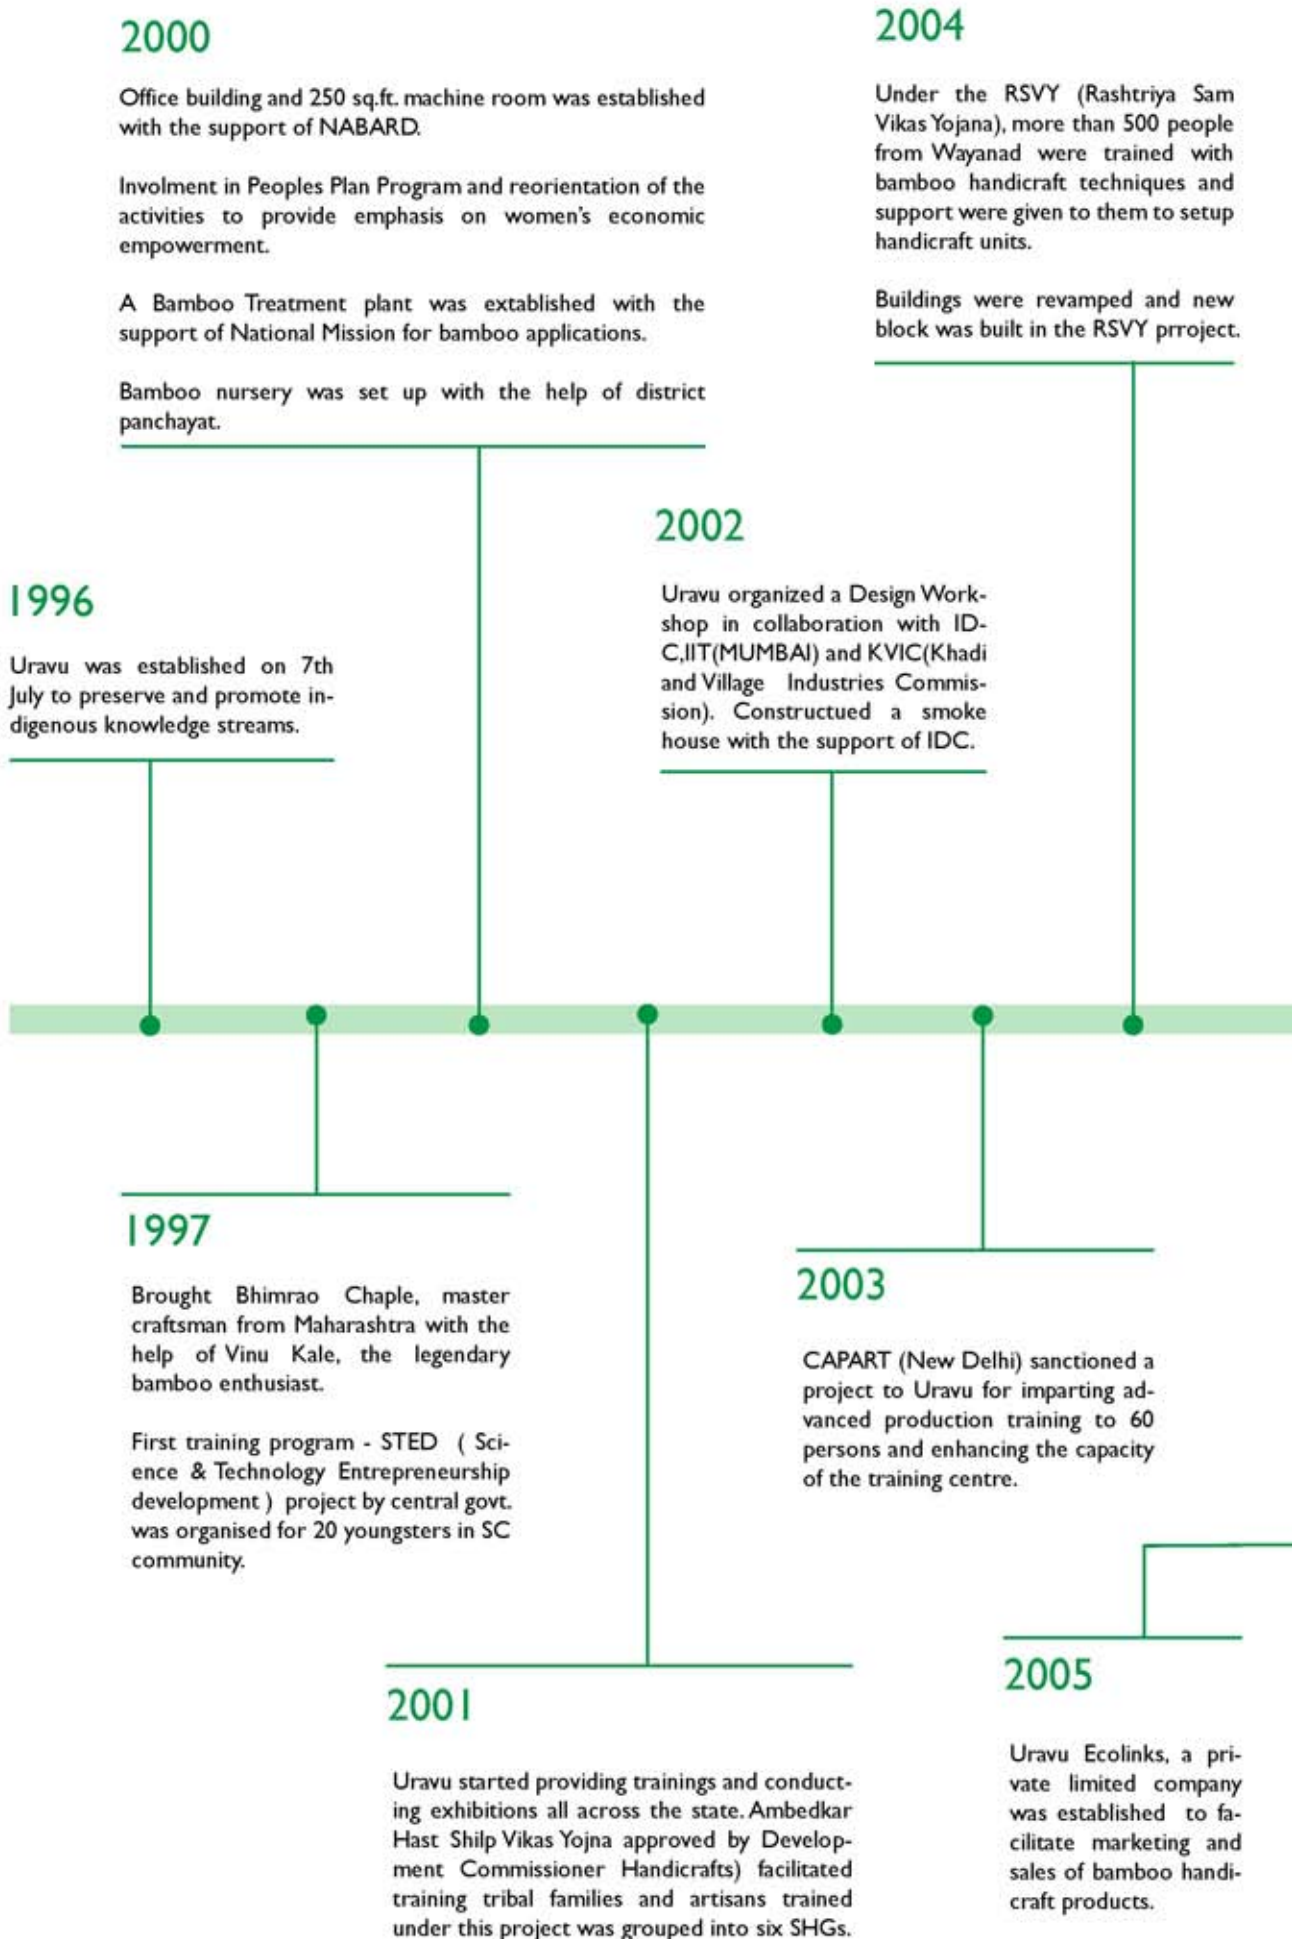 2000
Office building and 250 sq.ft. machine room was established
with the support of NABARD.
Involment in Peoples Plan Program and reorientation of the
activities to provide emphasis on women's economic
empowerment.
A Bamboo Treatment plant was extablished with the
support of National Mission for bamboo applications.
Bamboo nursery was set up with the help of district
panchayat.
2004
Under the RSVY (Rashtriya Sam
Vikas Yojana), more than 500 people
from Wayanad were trained with
bamboo handicraft techniques and
support were given to them to setup
handicraft units.
Buildings were revamped and new
block was built in the RSVY prroject.
1996
Uravu was established on 7th
July to preserve and promote in-
digenous knowledge streams.
2002
Uravu organized a Design Work-
shop in collaboration with ID-
C,IIT(MUMBAI) and KVIC(Khadi
and Village Industries Commis-
sion). Constructued a smoke
house with the support of IDC.
1997
Brought Bhimrao Chaple, master
craftsman from Maharashtra with the
help of Vinu Kale, the legendary
bamboo enthusiast.
First training program - STED ( Sci-
ence & Technology Entrepreneurship
development ) project by central govt.
was organised for 20 youngsters in SC
community.
2003
CAPART (New Delhi) sanctioned a
project to Uravu for imparting ad-
vanced production training to 60
persons and enhancing the capacity
of the training centre.
2001
Uravu started providing trainings and conduct-
ing exhibitions all across the state. Ambedkar
Hast Shilp Vikas Yojna approved by Develop-
ment Commissioner Handicrafts) facilitated
training tribal families and artisans trained
under this project was grouped into six SHGs.
2005
Uravu Ecolinks, a pri-
vate limited company
was established to fa-
cilitate marketing and
sales of bamboo handi-
craft products.